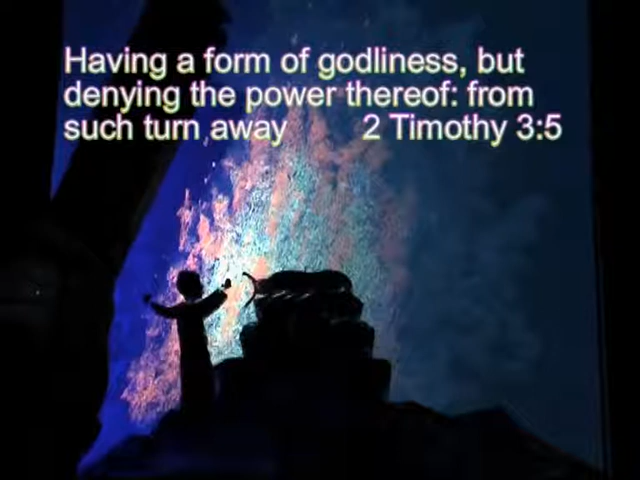 Having a form of godliness, but
denying the power thereof: from
such turn away 2 Timothy 3:5